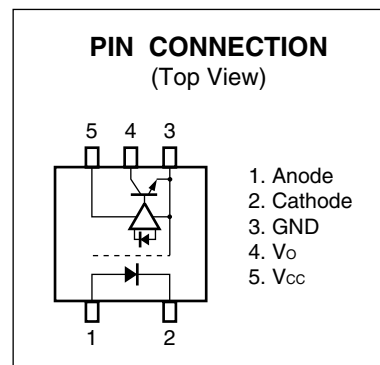 PIN CONNECTION
(Top View)
5 4 3
1. Anode
2. Cathode
3. GND
4. Vo
5. Vcc
1 2